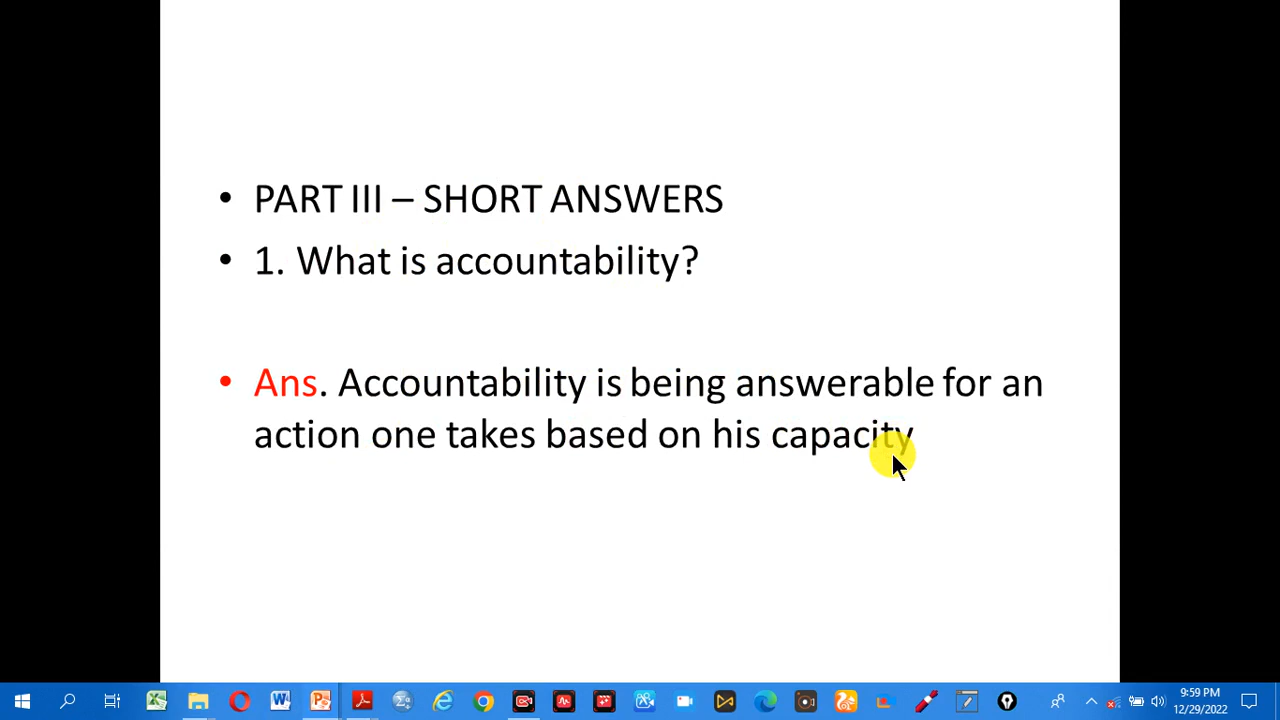 • PART III – SHORT ANSWERS
• 1. What is accountability?
• Ans. Accountability is being answerable for an
action one takes based on his capacity
9:59 PM
12/29/2022